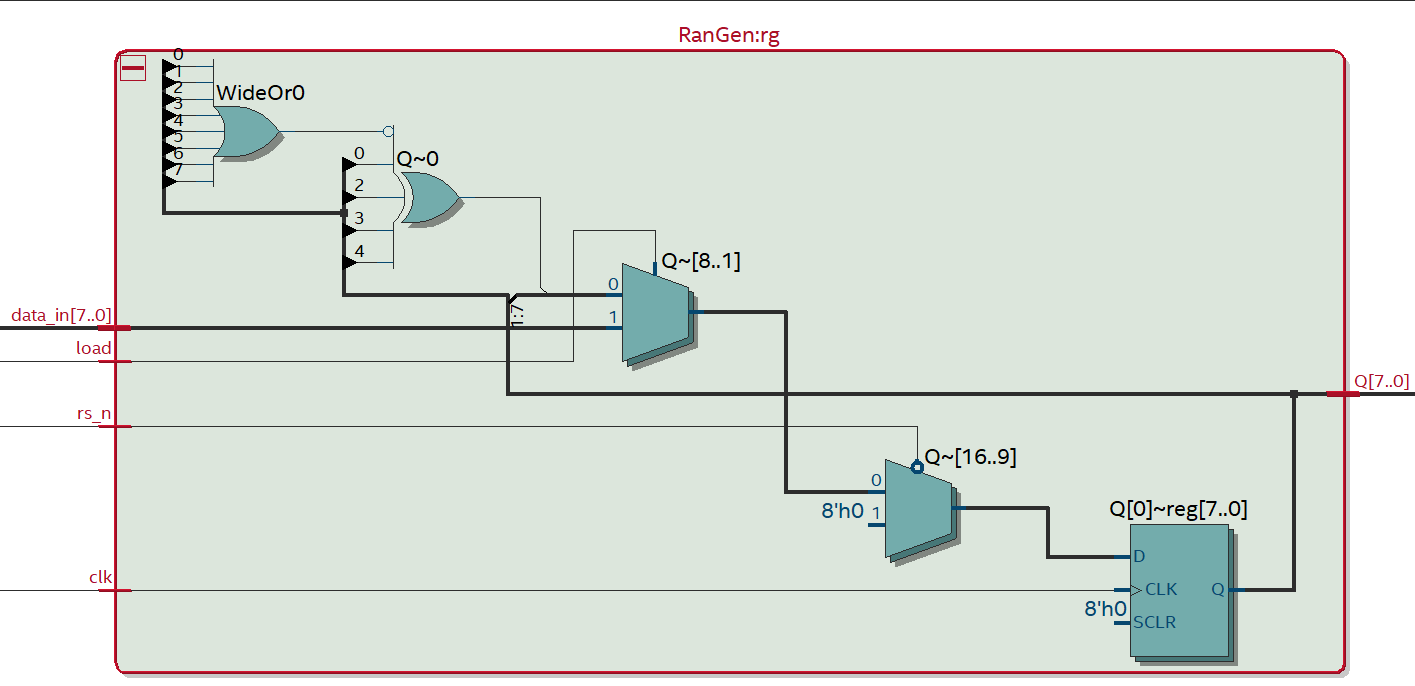 RanGen:rg
0
1
2
3
4
5
6
7
WideOr0
0
2
3
4
Q~0
Q~[8..1]
0
1
1:7
data_in[7..0]
load
Q[7..0]
rs_n
Q~[16..9]
0
8'h0 1
Q[0]~reg[7..0]
D
clk
CLK Q
8'h0
SCLR